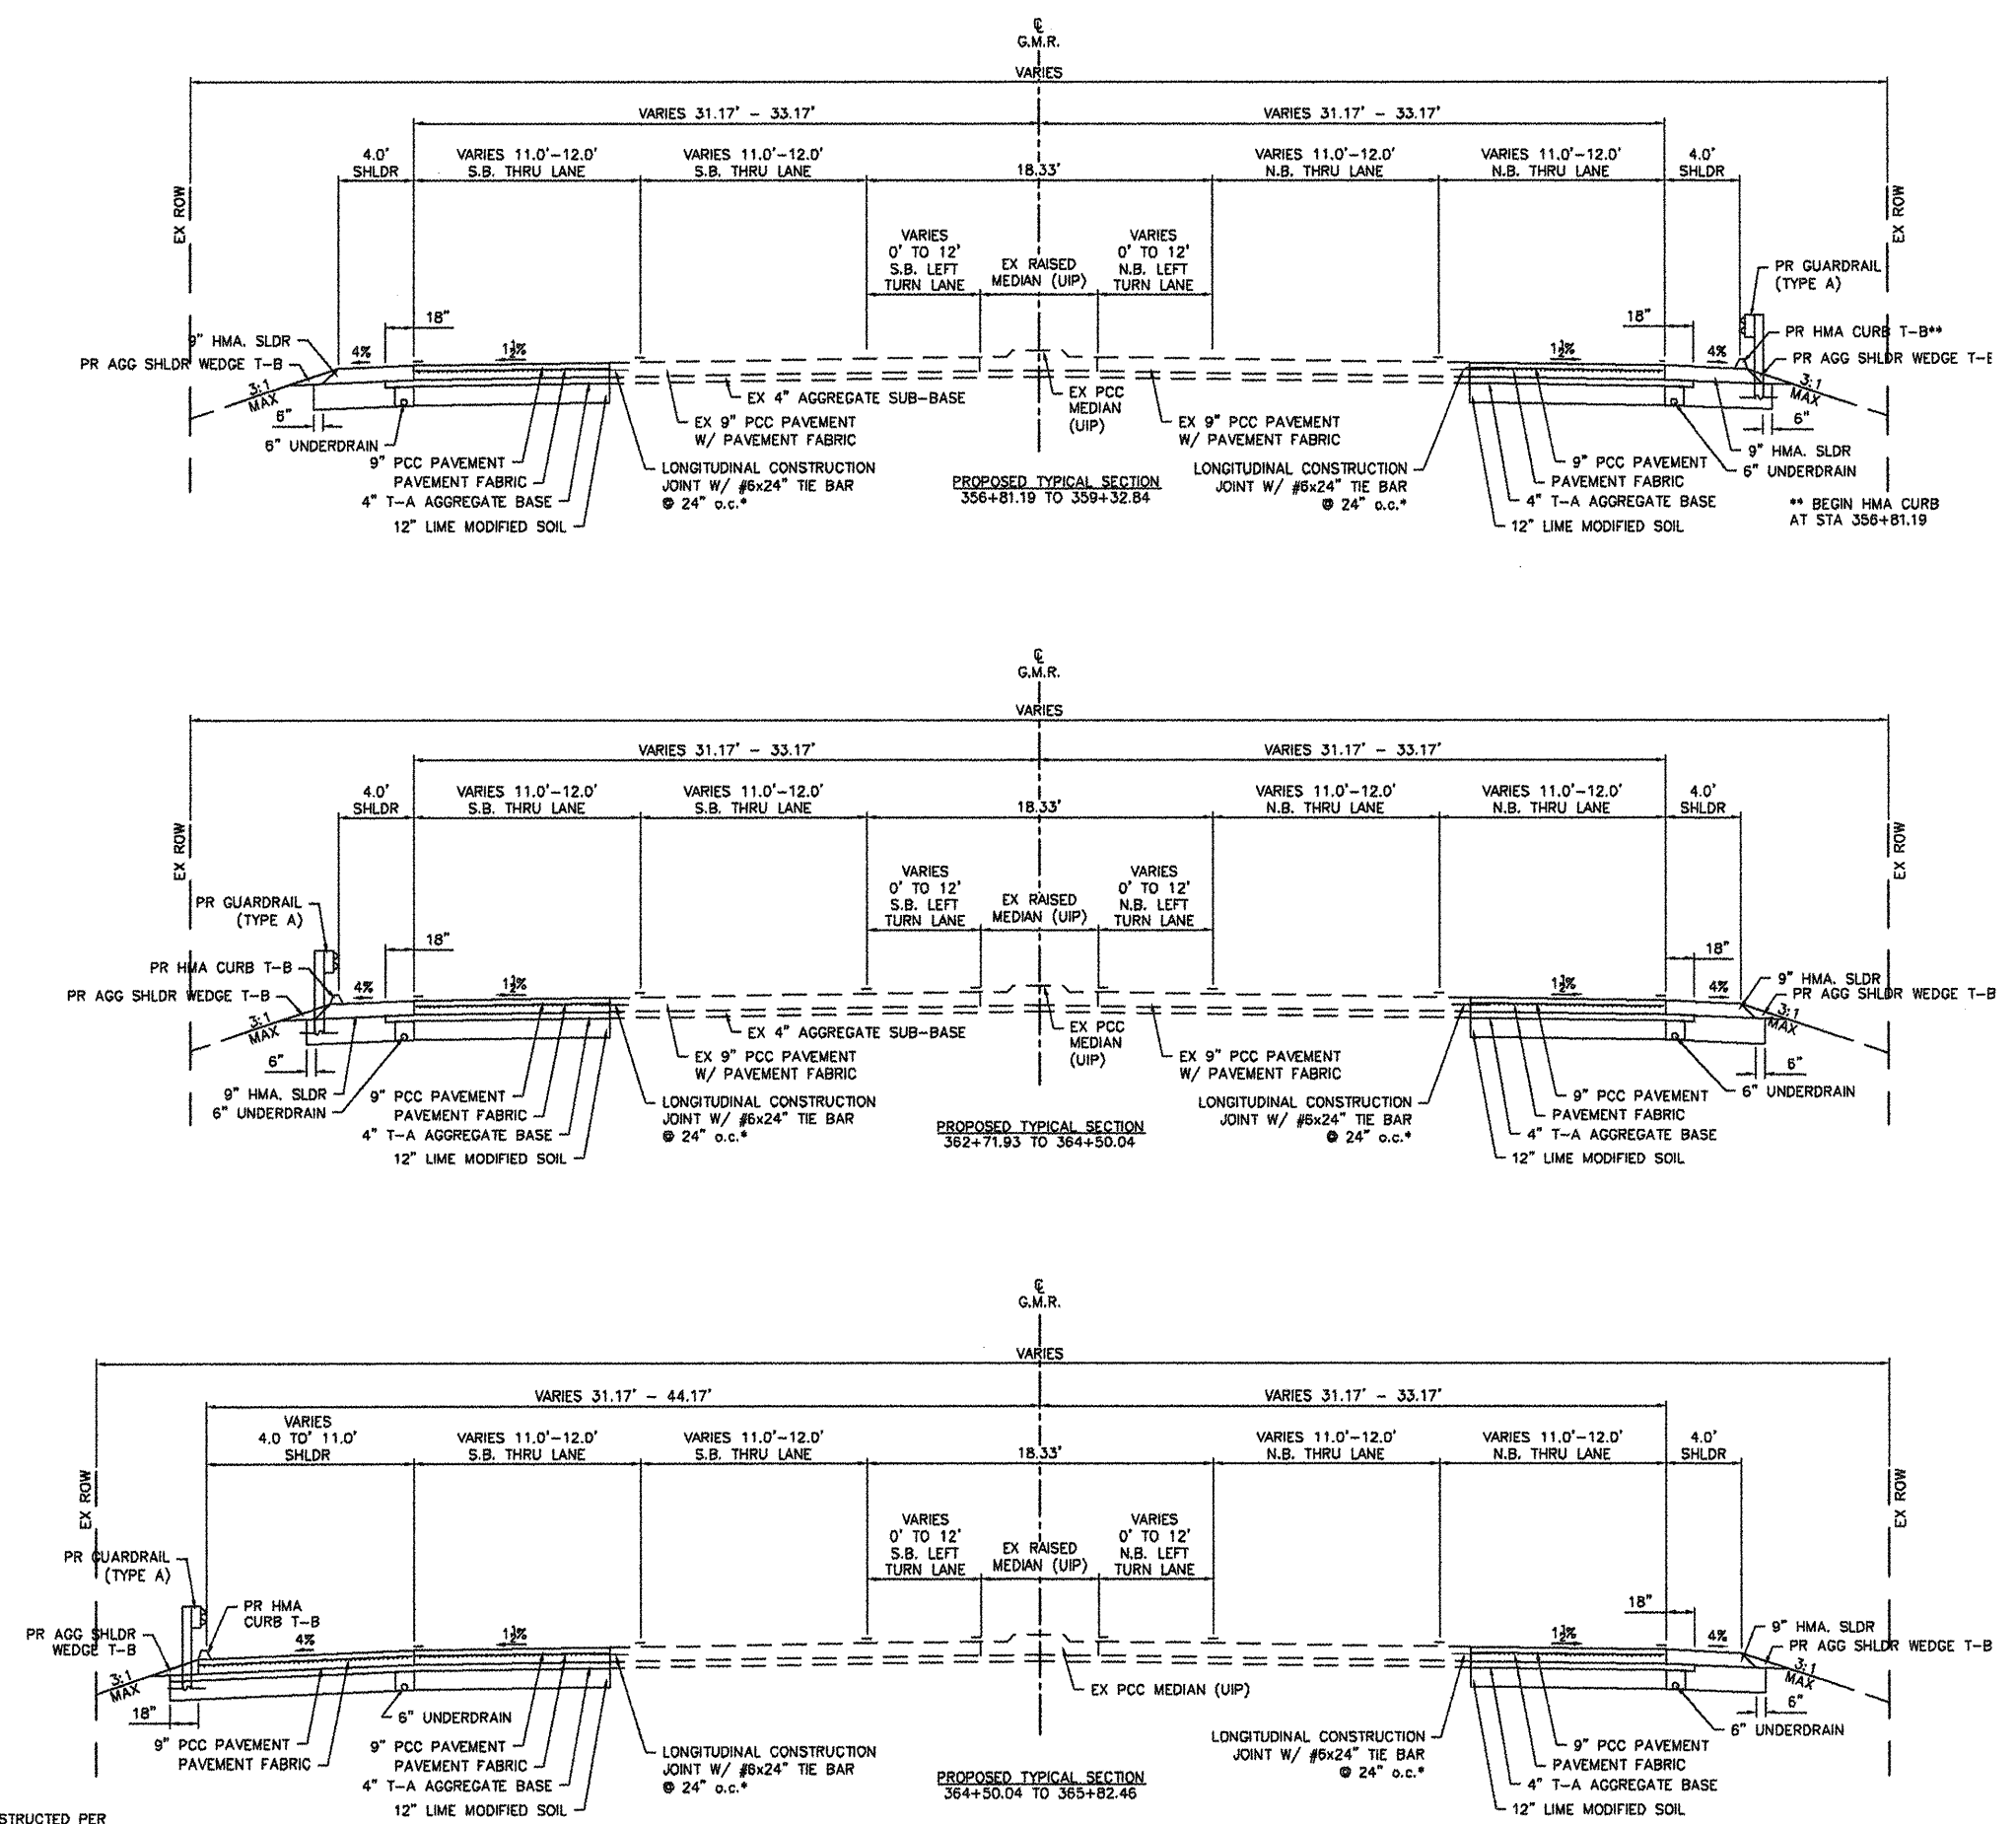 ℄
G.M.R.
VARIES
VARIES 31.17' - 33.17'
VARIES 31.17' - 33.17'
4.0'
SHLDR
VARIES 11.0'-12.0'
S.B. THRU LANE
VARIES 11.0'-12.0'
S.B. THRU LANE
18.33'
VARIES 11.0'-12.0'
N.B. THRU LANE
VARIES 11.0'-12.0'
N.B. THRU LANE
4.0'
SHLDR
EX ROW
EX ROW
VARIES
0' TO 12'
S.B. LEFT
TURN LANE
EX RAISED
MEDIAN (UIP)
VARIES
0' TO 12'
N.B. LEFT
TURN LANE
PR GUARDRAIL
(TYPE A)
18"
18"
9" HMA. SLDR
PR HMA CURB T-B**
4%
1½%
1½%
4%
PR AGG SHLDR WEDGE T-B
PR AGG SHLDR WEDGE T-B
3:1
MAX
3:1
MAX
6"
6"
EX 4" AGGREGATE SUB-BASE
EX PCC
MEDIAN
(UIP)
EX 9" PCC PAVEMENT
W/ PAVEMENT FABRIC
EX 9" PCC PAVEMENT
W/ PAVEMENT FABRIC
6" UNDERDRAIN
9" PCC PAVEMENT
PAVEMENT FABRIC
4" T-A AGGREGATE BASE
12" LIME MODIFIED SOIL
LONGITUDINAL CONSTRUCTION
JOINT W/ #6x24" TIE BAR
@ 24" o.c.*
PROPOSED TYPICAL SECTION
356+81.19 TO 359+32.84
LONGITUDINAL CONSTRUCTION
JOINT W/ #6x24" TIE BAR
@ 24" o.c.*
9" HMA. SLDR
9" PCC PAVEMENT
6" UNDERDRAIN
PAVEMENT FABRIC
4" T-A AGGREGATE BASE
12" LIME MODIFIED SOIL
** BEGIN HMA CURB
AT STA 356+81.19
℄
G.M.R.
VARIES
VARIES 31.17' - 33.17'
VARIES 31.17' - 33.17'
4.0'
SHLDR
VARIES 11.0'-12.0'
S.B. THRU LANE
VARIES 11.0'-12.0'
S.B. THRU LANE
18.33'
VARIES 11.0'-12.0'
N.B. THRU LANE
VARIES 11.0'-12.0'
N.B. THRU LANE
4.0'
SHLDR
EX ROW
EX ROW
VARIES
0' TO 12'
S.B. LEFT
TURN LANE
EX RAISED
MEDIAN (UIP)
VARIES
0' TO 12'
N.B. LEFT
TURN LANE
PR GUARDRAIL
(TYPE A)
18"
18"
PR HMA CURB T-B
9" HMA. SLDR
4%
1½%
1½%
4%
PR AGG SHLDR WEDGE T-B
PR AGG SHLDR WEDGE T-B
3:1
MAX
3:1
MAX
6"
6"
EX 4" AGGREGATE SUB-BASE
EX PCC
MEDIAN
(UIP)
EX 9" PCC PAVEMENT
W/ PAVEMENT FABRIC
EX 9" PCC PAVEMENT
W/ PAVEMENT FABRIC
9" HMA. SLDR
6" UNDERDRAIN
9" PCC PAVEMENT
PAVEMENT FABRIC
4" T-A AGGREGATE BASE
12" LIME MODIFIED SOIL
LONGITUDINAL CONSTRUCTION
JOINT W/ #6x24" TIE BAR
@ 24" o.c.*
PROPOSED TYPICAL SECTION
362+71.93 TO 364+50.04
LONGITUDINAL CONSTRUCTION
JOINT W/ #6x24" TIE BAR
@ 24" o.c.*
6" UNDERDRAIN
9" PCC PAVEMENT
PAVEMENT FABRIC
4" T-A AGGREGATE BASE
12" LIME MODIFIED SOIL
℄
G.M.R.
VARIES
VARIES 31.17' - 44.17'
VARIES 31.17' - 33.17'
VARIES
4.0 TO' 11.0'
SHLDR
VARIES 11.0'-12.0'
S.B. THRU LANE
VARIES 11.0'-12.0'
S.B. THRU LANE
18.33'
VARIES 11.0'-12.0'
N.B. THRU LANE
VARIES 11.0'-12.0'
N.B. THRU LANE
4.0'
SHLDR
EX ROW
EX ROW
VARIES
0' TO 12'
S.B. LEFT
TURN LANE
EX RAISED
MEDIAN (UIP)
VARIES
0' TO 12'
N.B. LEFT
TURN LANE
PR GUARDRAIL
(TYPE A)
PR HMA
CURB T-B
18"
9" HMA. SLDR
PR AGG SHLDR
WEDGE T-B
4%
1½%
1½%
4%
PR AGG SHLDR WEDGE T-B
3:1
MAX
3:1
MAX
18"
6"
EX PCC MEDIAN (UIP)
6" UNDERDRAIN
6" UNDERDRAIN
9" PCC PAVEMENT
PAVEMENT FABRIC
9" PCC PAVEMENT
PAVEMENT FABRIC
4" T-A AGGREGATE BASE
12" LIME MODIFIED SOIL
LONGITUDINAL CONSTRUCTION
JOINT W/ #6x24" TIE BAR
@ 24" o.c.*
PROPOSED TYPICAL SECTION
364+50.04 TO 365+82.46
LONGITUDINAL CONSTRUCTION
JOINT W/ #6x24" TIE BAR
@ 24" o.c.*
9" PCC PAVEMENT
PAVEMENT FABRIC
4" T-A AGGREGATE BASE
12" LIME MODIFIED SOIL
STRUCTED PER